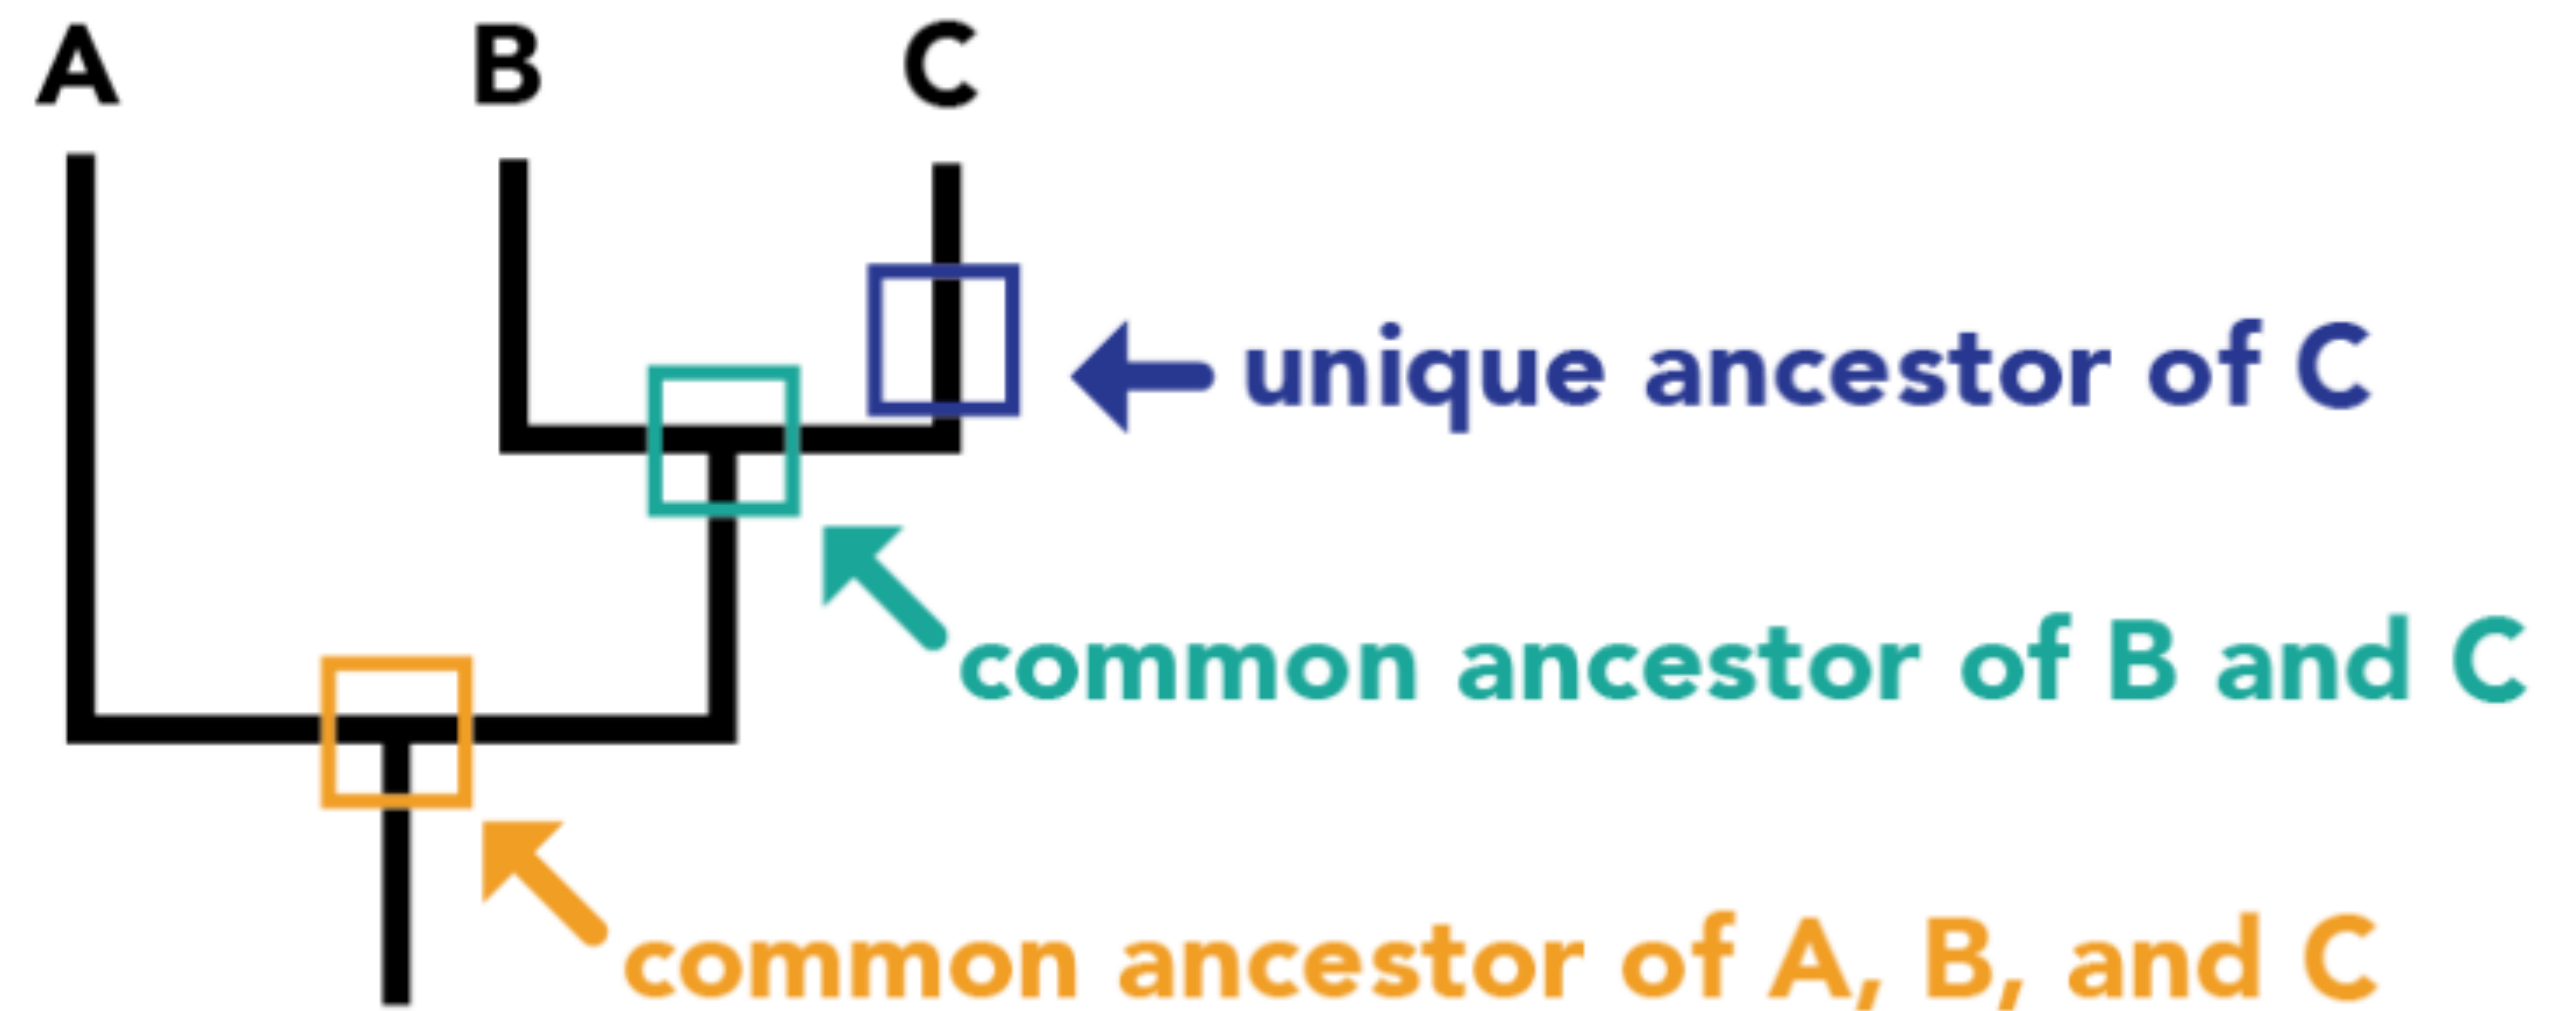 A B C
unique ancestor of C
common ancestor of B and C
common ancestor of A, B, and C